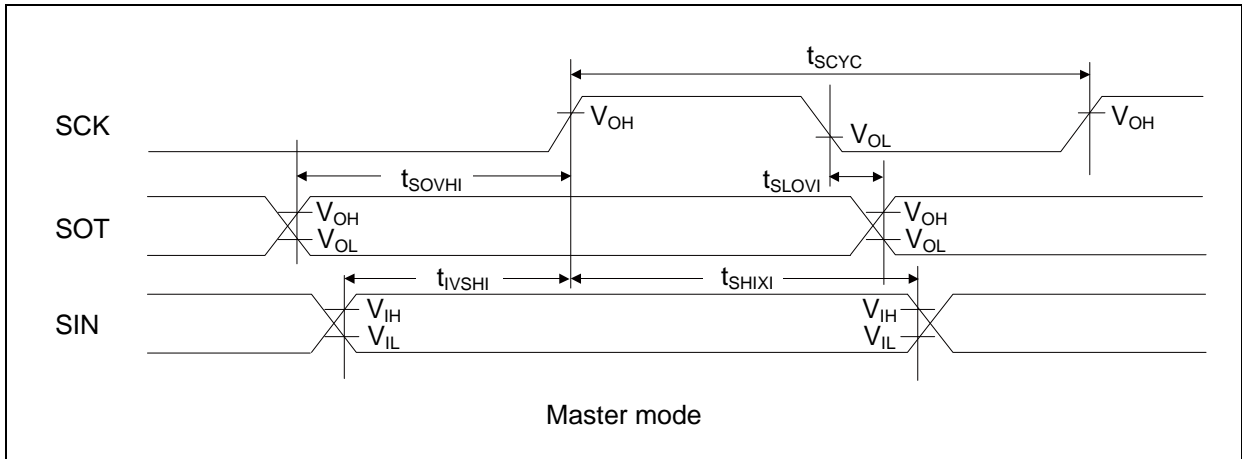 tSCYC
SCK
VOH
VOL
VOH
tSOVHI
tSLOVI
SOT
VOH
VOL
VOH
VOL
tIVSHI
tSHIXI
SIN
VIH
VIL
VIH
VIL
Master mode